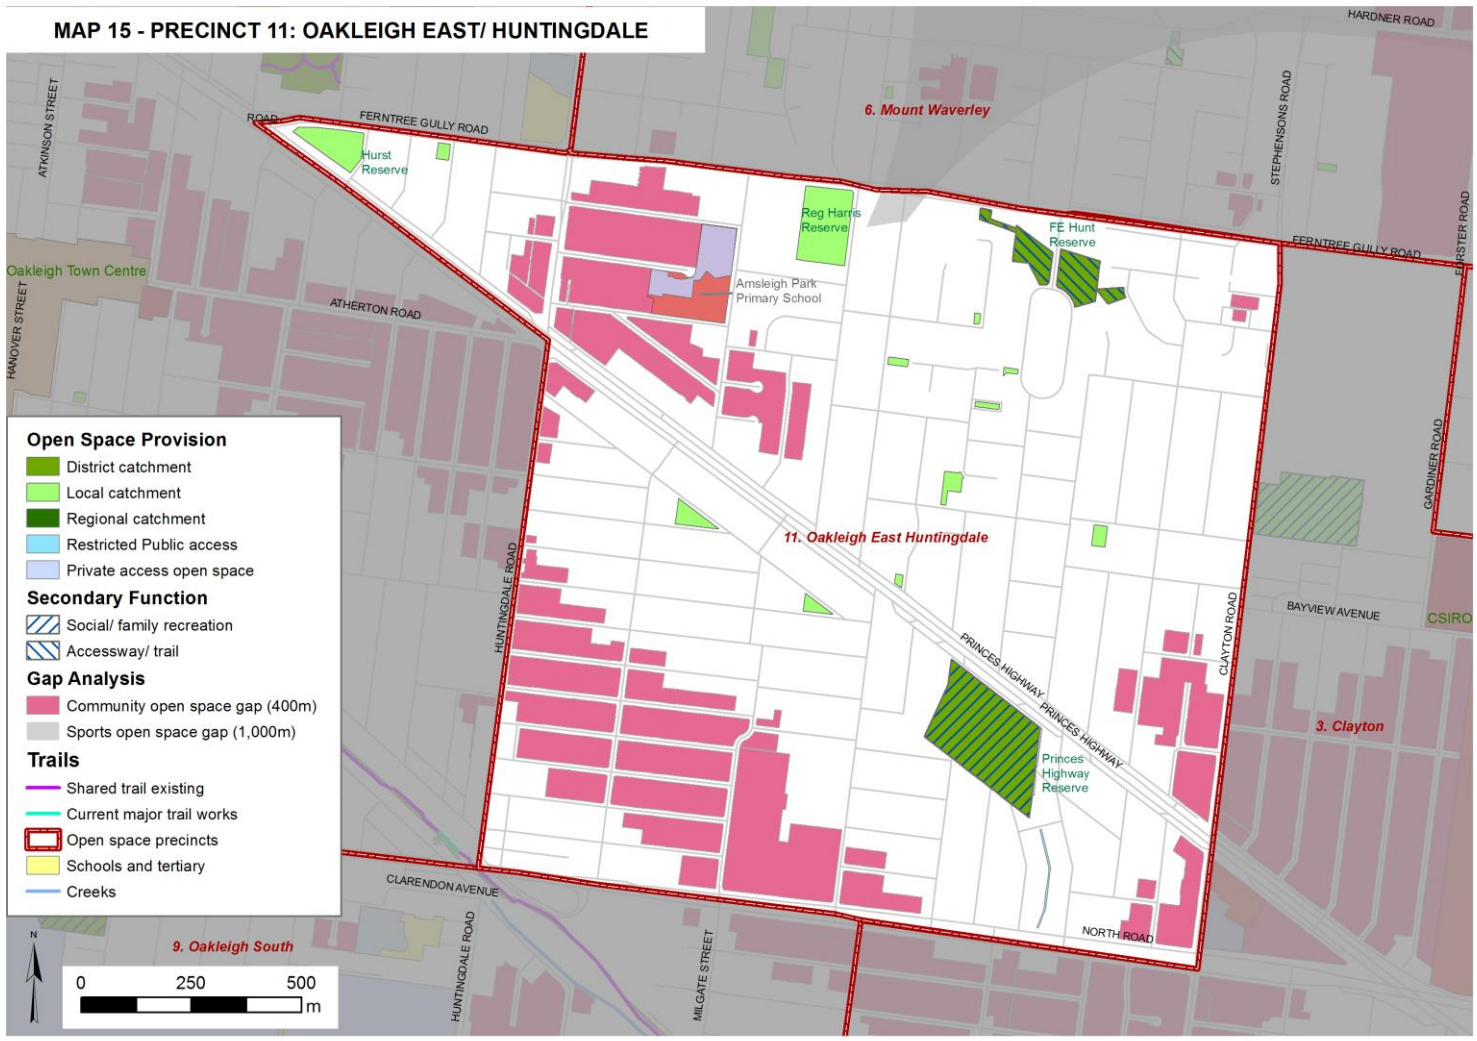 MAP 15 - PRECINCT 11: OAKLEIGH EAST/ HUNTINGDALE
HARDNER ROAD
ATKINSON STREET
ROAD
FERNTREE GULLY ROAD
6. Mount Waverley
STEPHENSONS ROAD
Hurst
Reserve
Reg Harris
Reserve
FE Hunt
Reserve
FERNTREE GULLY ROAD
FORSTER ROAD
Oakleigh Town Centre
HANOVER STREET
ATHERTON ROAD
Amsleigh Park
Primary School
GARDINER ROAD
Open Space Provision
District catchment
Local catchment
Regional catchment
Restricted Public access
Private access open space
Secondary Function
Social/ family recreation
Accessway/ trail
Gap Analysis
Community open space gap (400m)
Sports open space gap (1,000m)
Trails
Shared trail existing
Current major trail works
Open space precincts
Schools and tertiary
Creeks
HUNTINGDALE ROAD
11. Oakleigh East Huntingdale
CLAYTON ROAD
BAYVIEW AVENUE
CSIRO
PRINCES HIGHWAY
PRINCES HIGHWAY
3. Clayton
Princes
Highway
Reserve
CLARENDON AVENUE
HUNTINGDALE ROAD
MILGATE STREET
NORTH ROAD
9. Oakleigh South
N
0 250 500
m